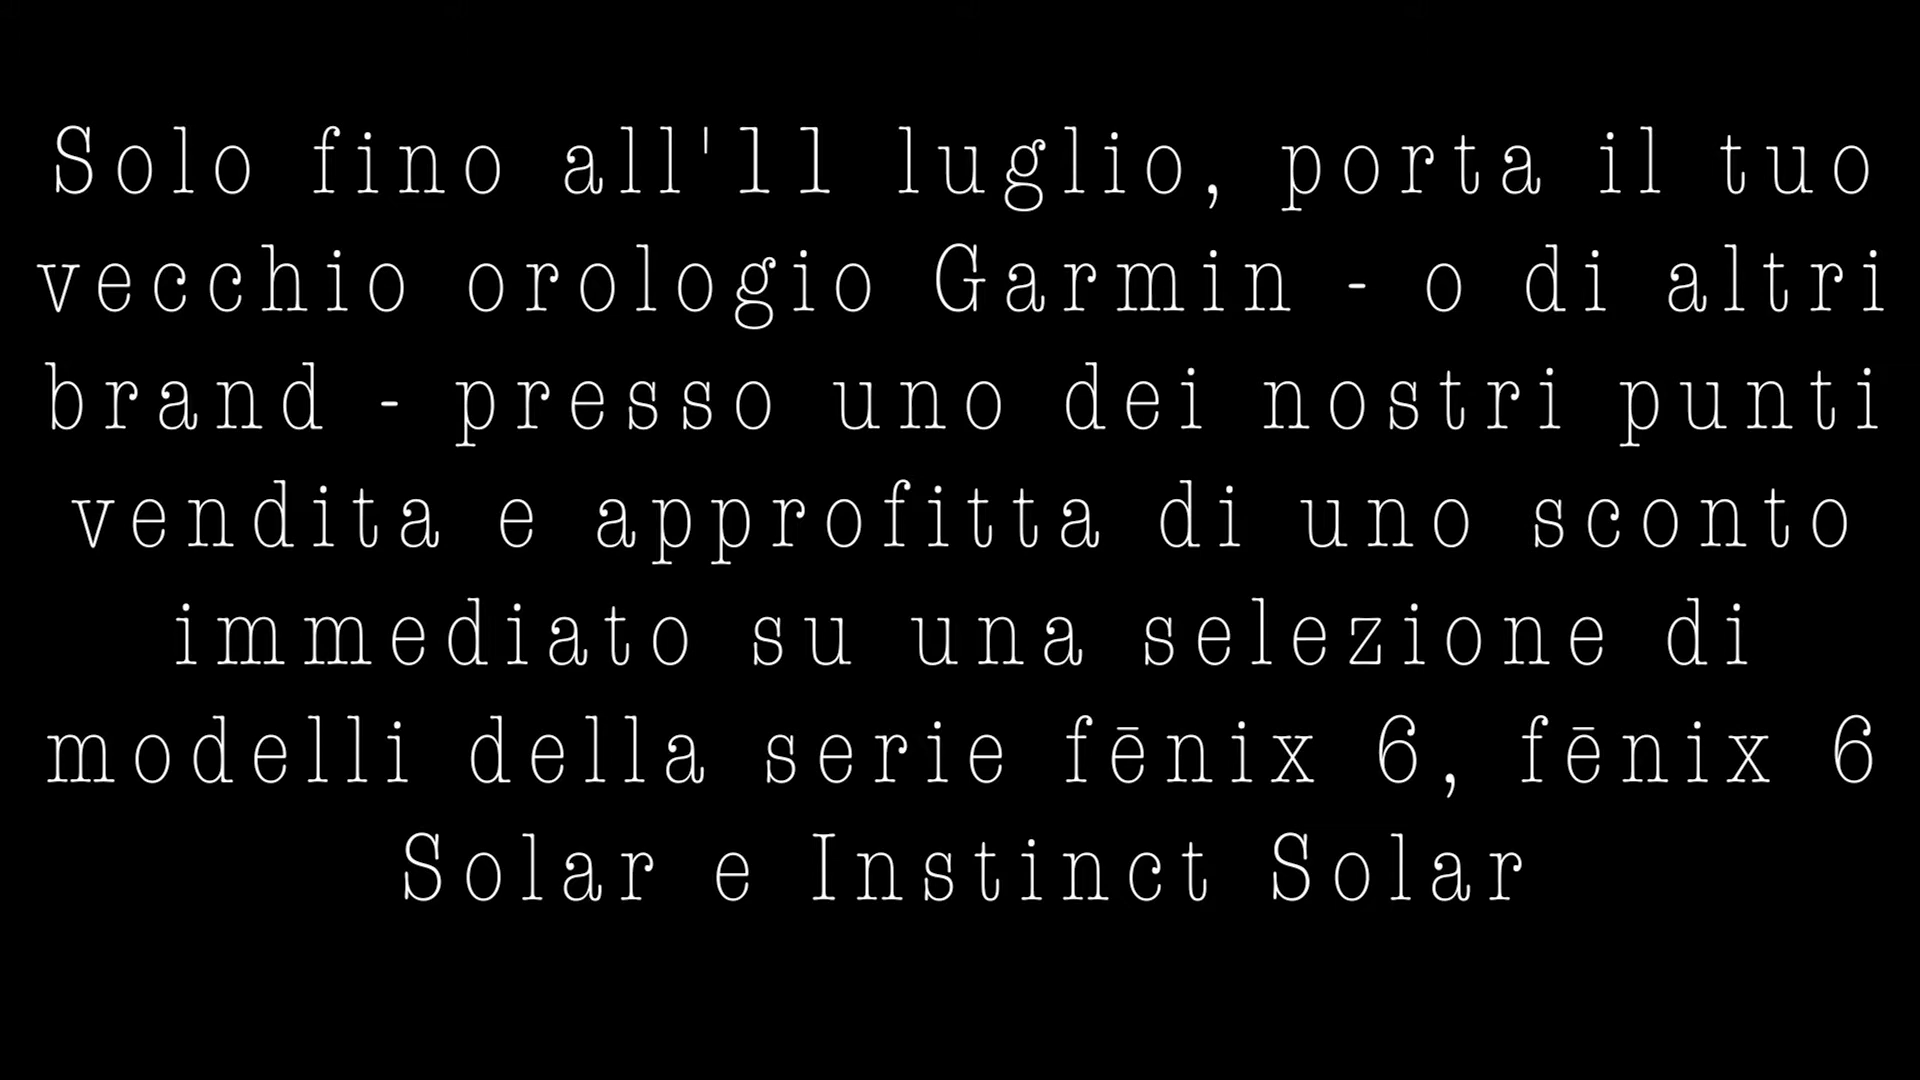 Solo fino all'11 luglio, porta il tuo
vecchio orologio Garmin - o di altri
brand - presso uno dei nostri punti
vendita e approfitta di uno sconto
immediato su una selezione di
modelli della serie fēnix 6, fēnix 6
Solar e Instinct Solar